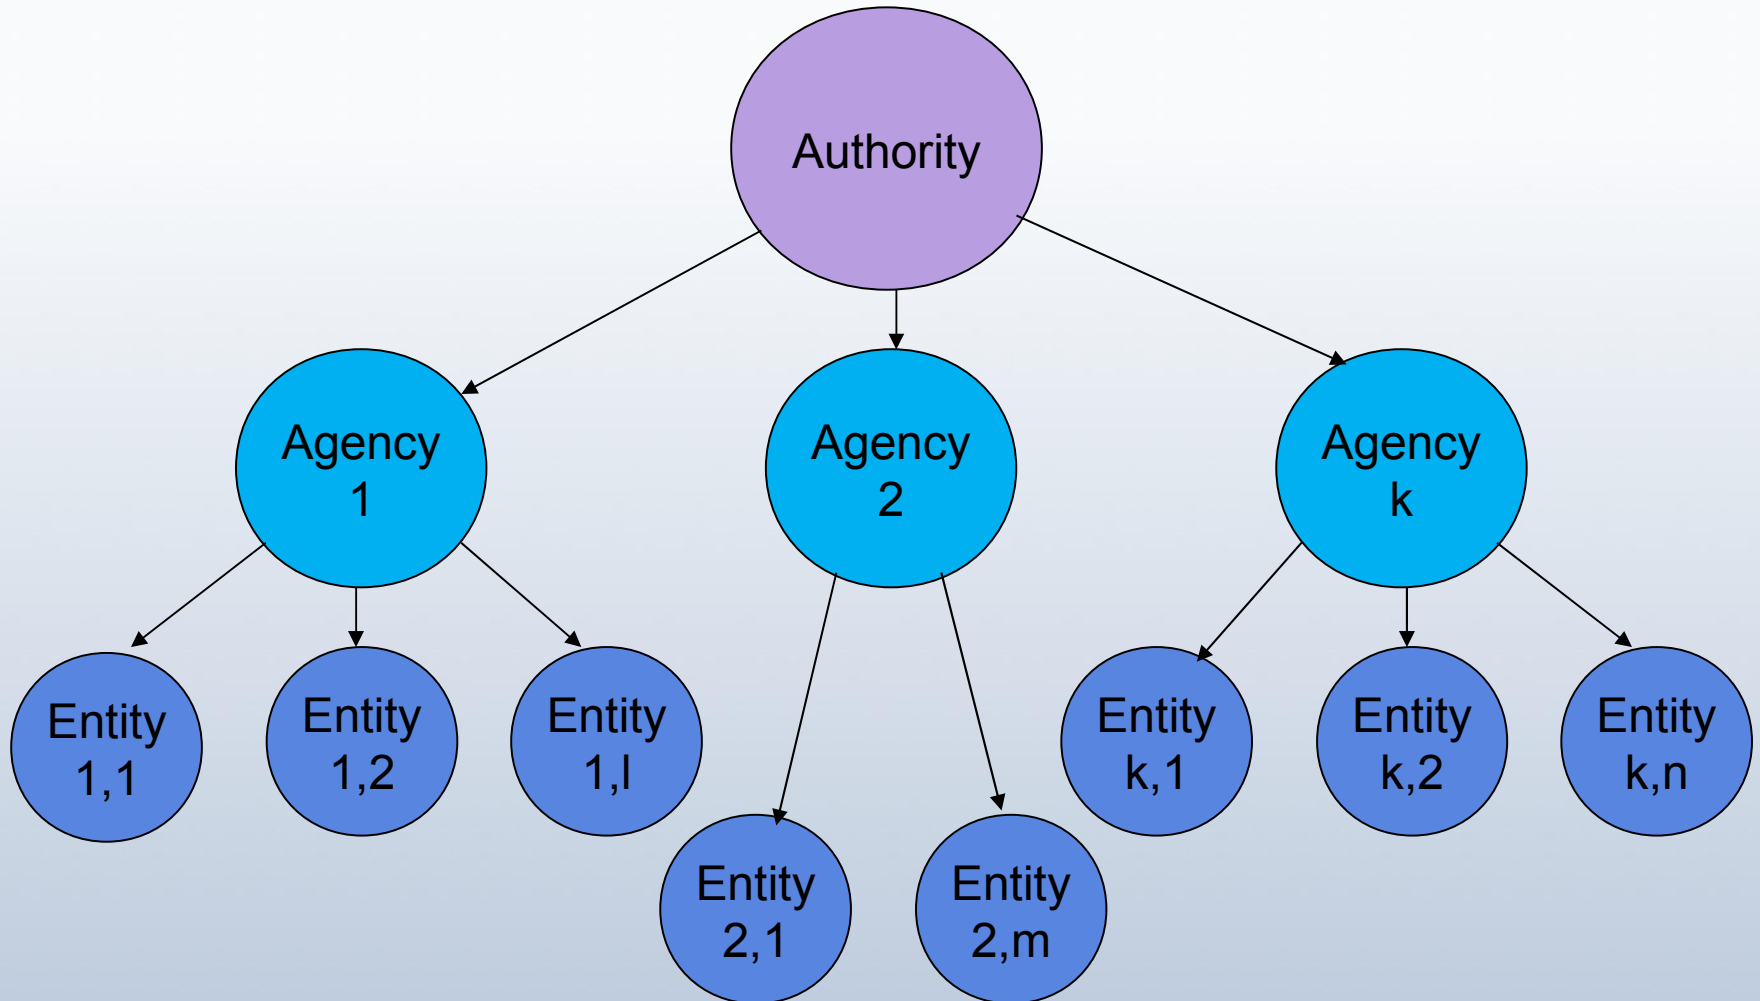 Authority
Agency
1
Agency
2
Agency
k
Entity
1,1
Entity
1,2
Entity
1,l
Entity
k,1
Entity
k,2
Entity
k,n
Entity
2,1
Entity
2,m